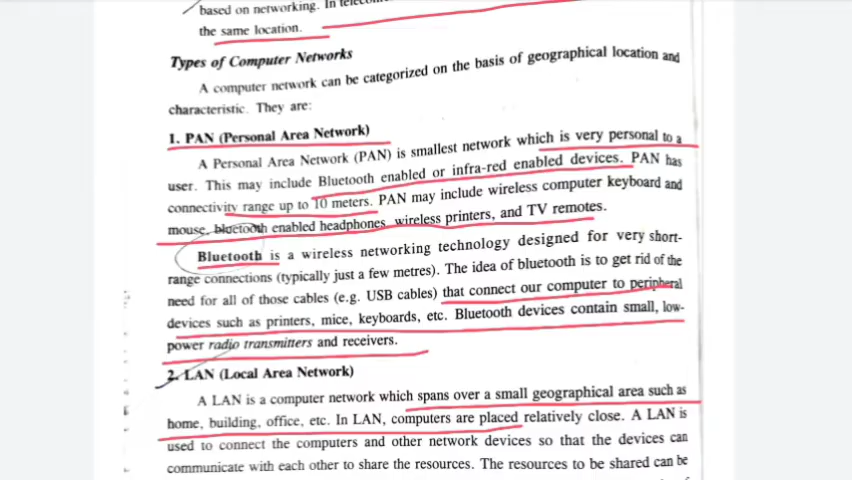 based on networking. In
the same location.
Types of Computer Networks
A computer network can be categorized on the basis of geographical location and
characteristic. They are:
1. PAN (Personal Area Network)
A Personal Area Network (PAN) is smallest network which is very personal to a
user. This may include Bluetooth enabled or infra-red enabled devices. PAN has
connectivity range up to 10 meters. PAN may include wireless computer keyboard and
mouse, bluetooth enabled headphones, wireless printers, and TV remotes.
Bluetooth is a wireless networking technology designed for very short-
range connections (typically just a few metres). The idea of bluetooth is to get rid of the
need for all of those cables (e.g. USB cables) that connect our computer to peripheral
devices such as printers, mice, keyboards, etc. Bluetooth devices contain small, low-
power radio transmitters and receivers.
2. LAN (Local Area Network)
A LAN is a computer network which spans over a small geographical area such as
home, building, office, etc. In LAN, computers are placed relatively close. A LAN is
used to connect the computers and other network devices so that the devices can
communicate with each other to share the resources. The resources to be shared can be